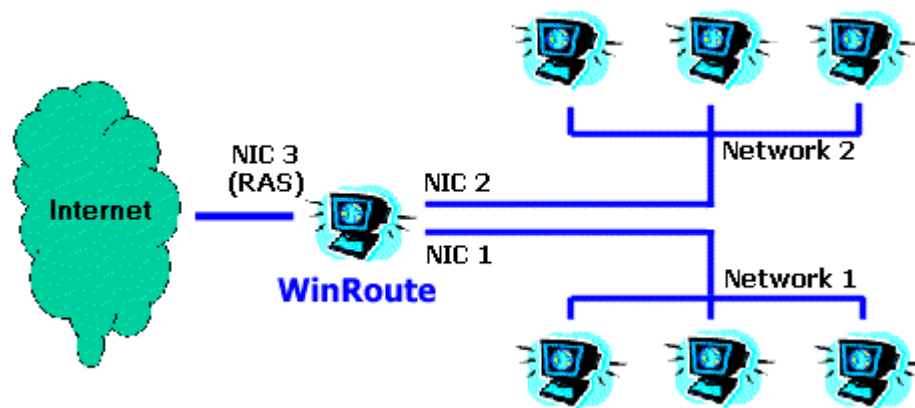 Internet
NIC 3
(RAS)
WinRoute
NIC 2
NIC 1
Network 2
Network 1